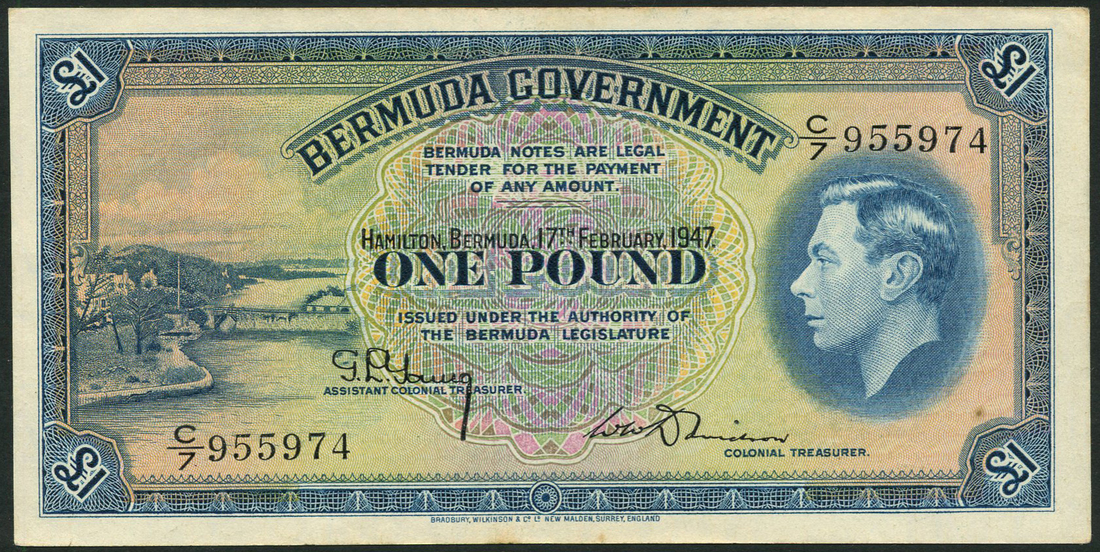 £1
£1
BERMUDA GOVERNMENT
C/7 955974
BERMUDA NOTES ARE LEGAL
TENDER FOR THE PAYMENT
OF ANY AMOUNT.
HAMILTON, BERMUDA, 17TH FEBRUARY, 1947.
ONE POUND
ISSUED UNDER THE AUTHORITY OF
THE BERMUDA LEGISLATURE
G. R. Young
ASSISTANT COLONIAL TREASURER.
COLONIAL TREASURER.
C/7 955974
£1
£1
BRADBURY, WILKINSON & Co. Ld. NEW MALDEN, SURREY, ENGLAND